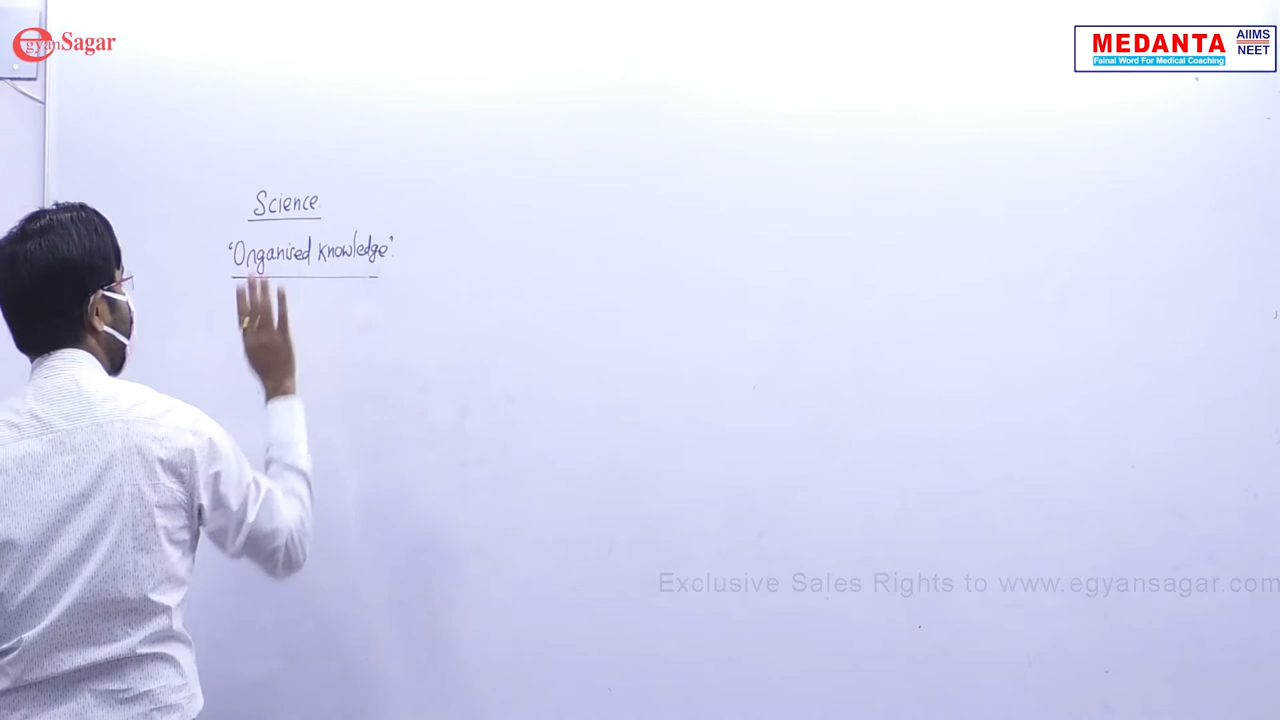 egyanSagar
MEDANTA
Fainal Word For Medical Coaching
AIIMS
NEET
Science
'Organised knowledge'.
Exclusive Sales Rights to www.egyansagar.com